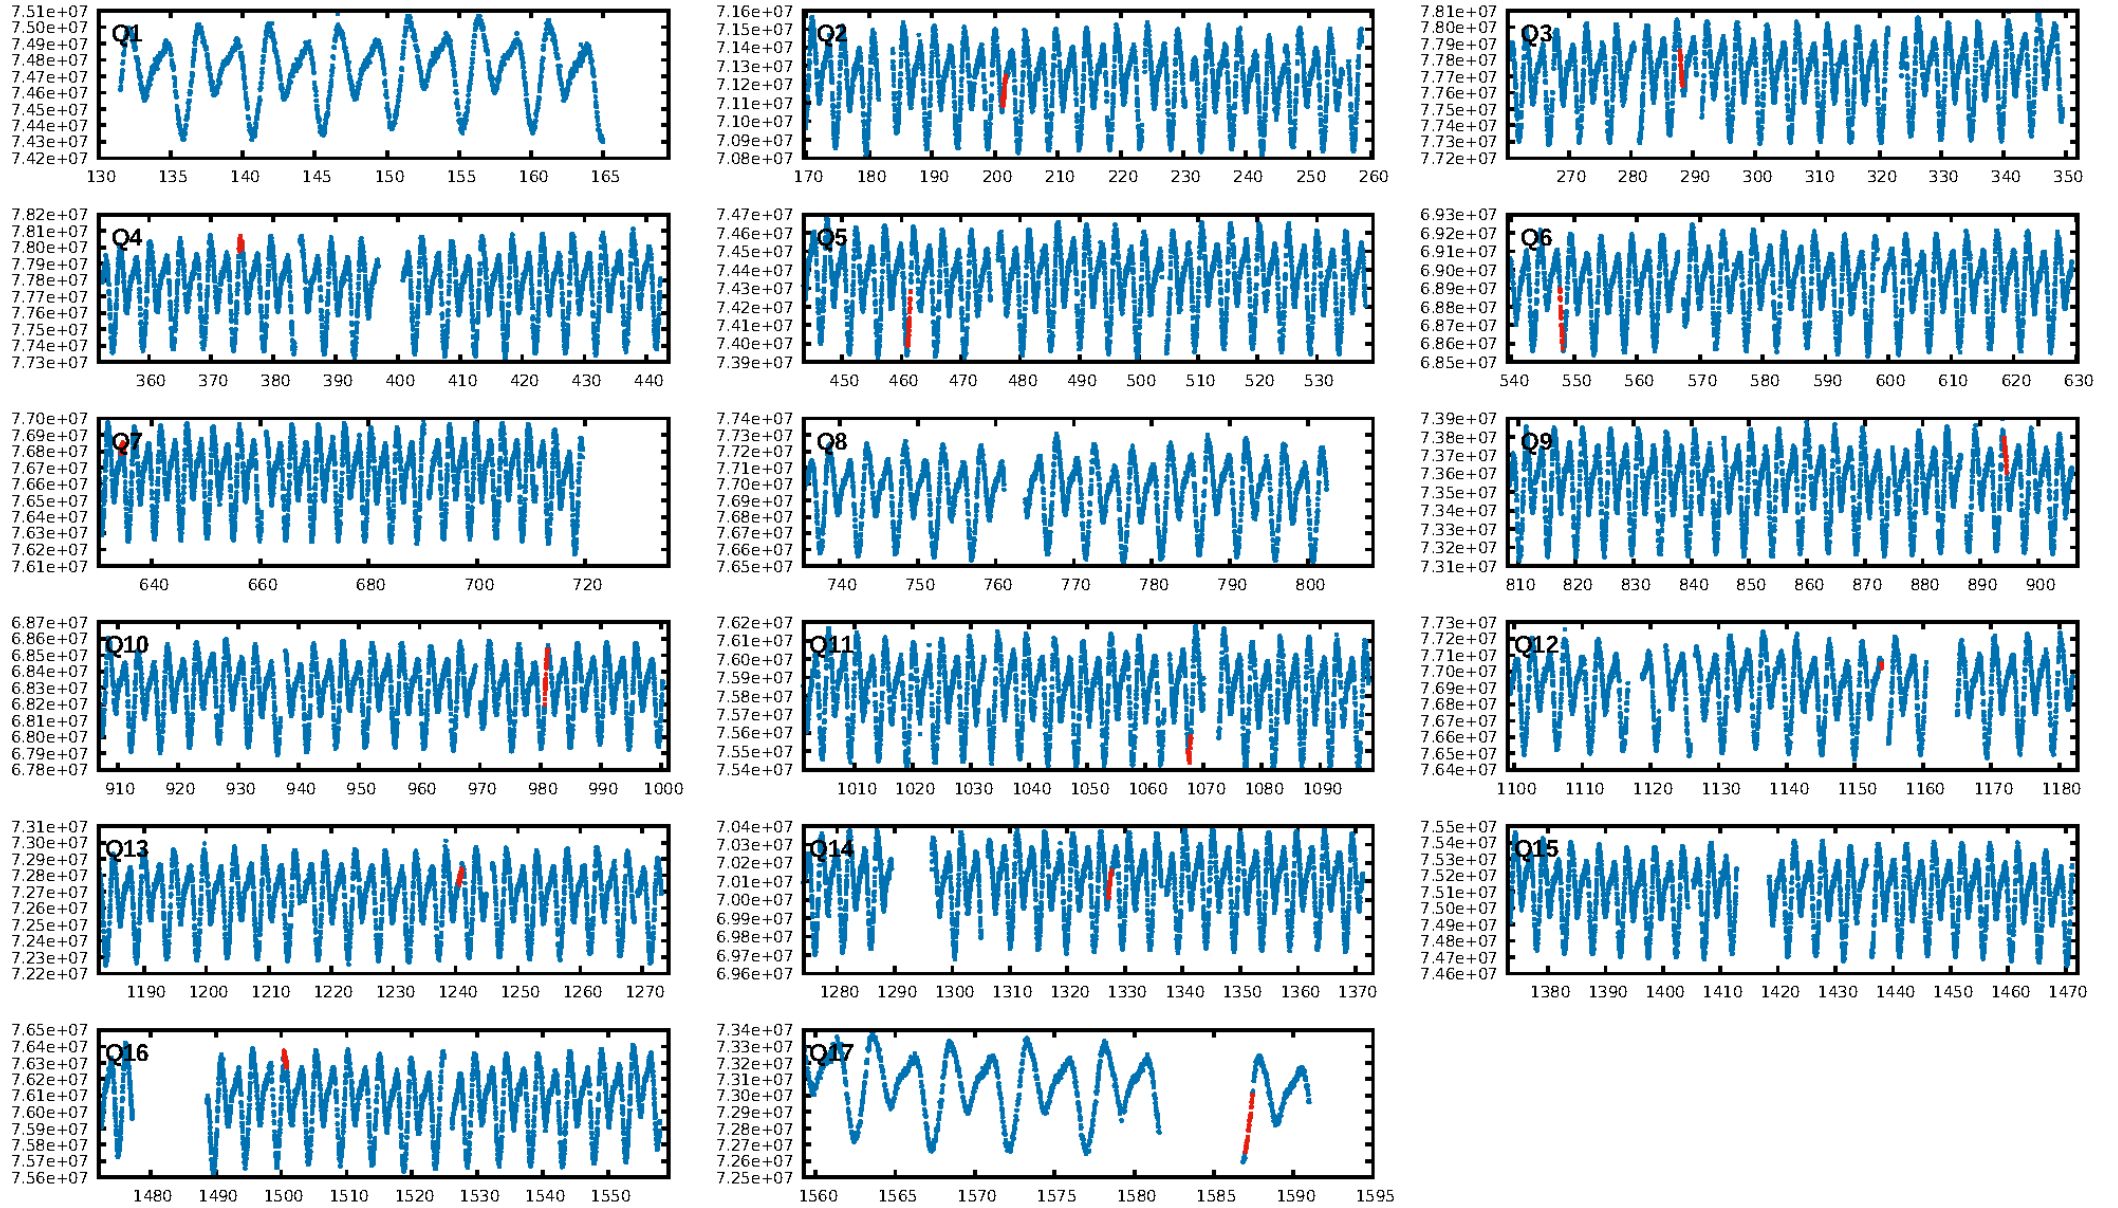 Q1
7.51e+07
7.50e+07
7.49e+07
7.48e+07
7.47e+07
7.46e+07
7.45e+07
7.44e+07
7.43e+07
7.42e+07
130 135 140 145 150 155 160 165
Q2
7.16e+07
7.15e+07
7.14e+07
7.13e+07
7.12e+07
7.11e+07
7.10e+07
7.09e+07
7.08e+07
170 180 190 200 210 220 230 240 250 260
Q3
7.81e+07
7.80e+07
7.79e+07
7.78e+07
7.77e+07
7.76e+07
7.75e+07
7.74e+07
7.73e+07
7.72e+07
270 280 290 300 310 320 330 340 350
Q4
7.82e+07
7.81e+07
7.80e+07
7.79e+07
7.78e+07
7.77e+07
7.76e+07
7.75e+07
7.74e+07
7.73e+07
360 370 380 390 400 410 420 430 440
Q5
7.47e+07
7.46e+07
7.45e+07
7.44e+07
7.43e+07
7.42e+07
7.41e+07
7.40e+07
7.39e+07
450 460 470 480 490 500 510 520 530
Q6
6.93e+07
6.92e+07
6.91e+07
6.90e+07
6.89e+07
6.88e+07
6.87e+07
6.86e+07
6.85e+07
540 550 560 570 580 590 600 610 620 630
Q7
7.70e+07
7.69e+07
7.68e+07
7.67e+07
7.66e+07
7.65e+07
7.64e+07
7.63e+07
7.62e+07
7.61e+07
640 660 680 700 720
Q8
7.74e+07
7.73e+07
7.72e+07
7.71e+07
7.70e+07
7.69e+07
7.68e+07
7.67e+07
7.66e+07
7.65e+07
740 750 760 770 780 790 800
Q9
7.39e+07
7.38e+07
7.37e+07
7.36e+07
7.35e+07
7.34e+07
7.33e+07
7.32e+07
7.31e+07
810 820 830 840 850 860 870 880 890 900
Q10
6.87e+07
6.86e+07
6.85e+07
6.84e+07
6.83e+07
6.82e+07
6.81e+07
6.80e+07
6.79e+07
6.78e+07
910 920 930 940 950 960 970 980 990 1000
Q11
7.62e+07
7.61e+07
7.60e+07
7.59e+07
7.58e+07
7.57e+07
7.56e+07
7.55e+07
7.54e+07
1010 1020 1030 1040 1050 1060 1070 1080 1090
Q12
7.73e+07
7.72e+07
7.71e+07
7.70e+07
7.69e+07
7.68e+07
7.67e+07
7.66e+07
7.65e+07
7.64e+07
1100 1110 1120 1130 1140 1150 1160 1170 1180
Q13
7.31e+07
7.30e+07
7.29e+07
7.28e+07
7.27e+07
7.26e+07
7.25e+07
7.24e+07
7.23e+07
7.22e+07
1190 1200 1210 1220 1230 1240 1250 1260 1270
Q14
7.04e+07
7.03e+07
7.02e+07
7.01e+07
7.00e+07
6.99e+07
6.98e+07
6.97e+07
6.96e+07
1280 1290 1300 1310 1320 1330 1340 1350 1360 1370
Q15
7.55e+07
7.54e+07
7.53e+07
7.52e+07
7.51e+07
7.50e+07
7.49e+07
7.48e+07
7.47e+07
7.46e+07
1380 1390 1400 1410 1420 1430 1440 1450 1460 1470
Q16
7.65e+07
7.64e+07
7.63e+07
7.62e+07
7.61e+07
7.60e+07
7.59e+07
7.58e+07
7.57e+07
7.56e+07
1480 1490 1500 1510 1520 1530 1540 1550
Q17
7.34e+07
7.33e+07
7.32e+07
7.31e+07
7.30e+07
7.29e+07
7.28e+07
7.27e+07
7.26e+07
7.25e+07
1560 1565 1570 1575 1580 1585 1590 1595